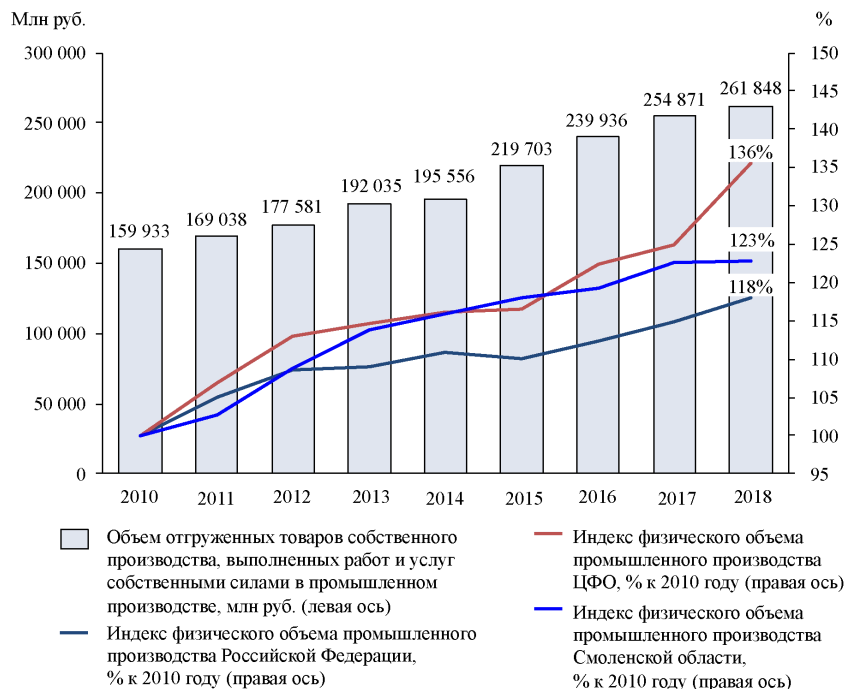 Млн руб.
%
300 000
250 000
200 000
150 000
100 000
50 000
0
150
145
140
135
130
125
120
115
110
105
100
95
159 933
169 038
177 581
192 035
195 556
219 703
239 936
254 871
261 848
136%
123%
118%
2010
2011
2012
2013
2014
2015
2016
2017
2018
Объем отгруженных товаров собственного
производства, выполненных работ и услуг
собственными силами в промышленном
производстве, млн руб. (левая ось)
Индекс физического объема промышленного
производства Российской Федерации,
% к 2010 году (правая ось)
Индекс физического объема
промышленного производства
ЦФО, % к 2010 году (правая ось)
Индекс физического объема
промышленного производства
Смоленской области,
% к 2010 году (правая ось)